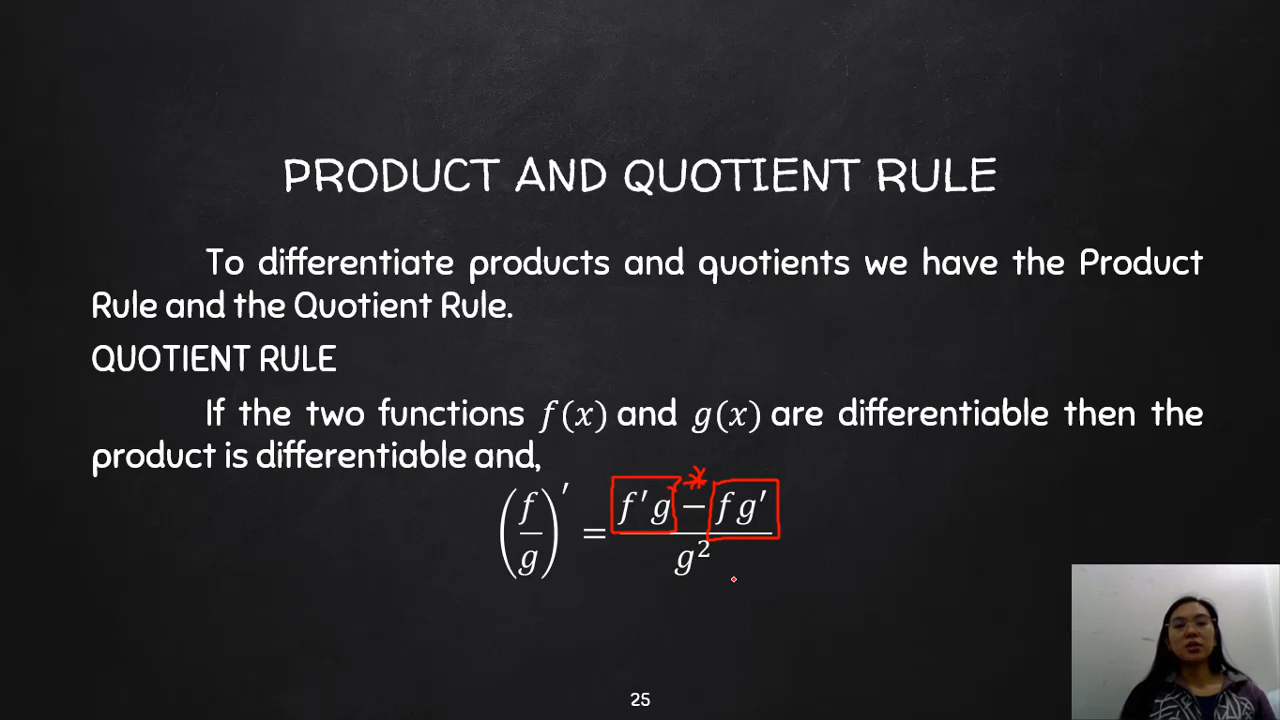 PRODUCT AND QUOTIENT RULE
To differentiate products and quotients we have the Product
Rule and the Quotient Rule.
QUOTIENT RULE
If the two functions f(x) and g(x) are differentiable then the
product is differentiable and,
(f/g)′ = (f′g − fg′)/g²
25